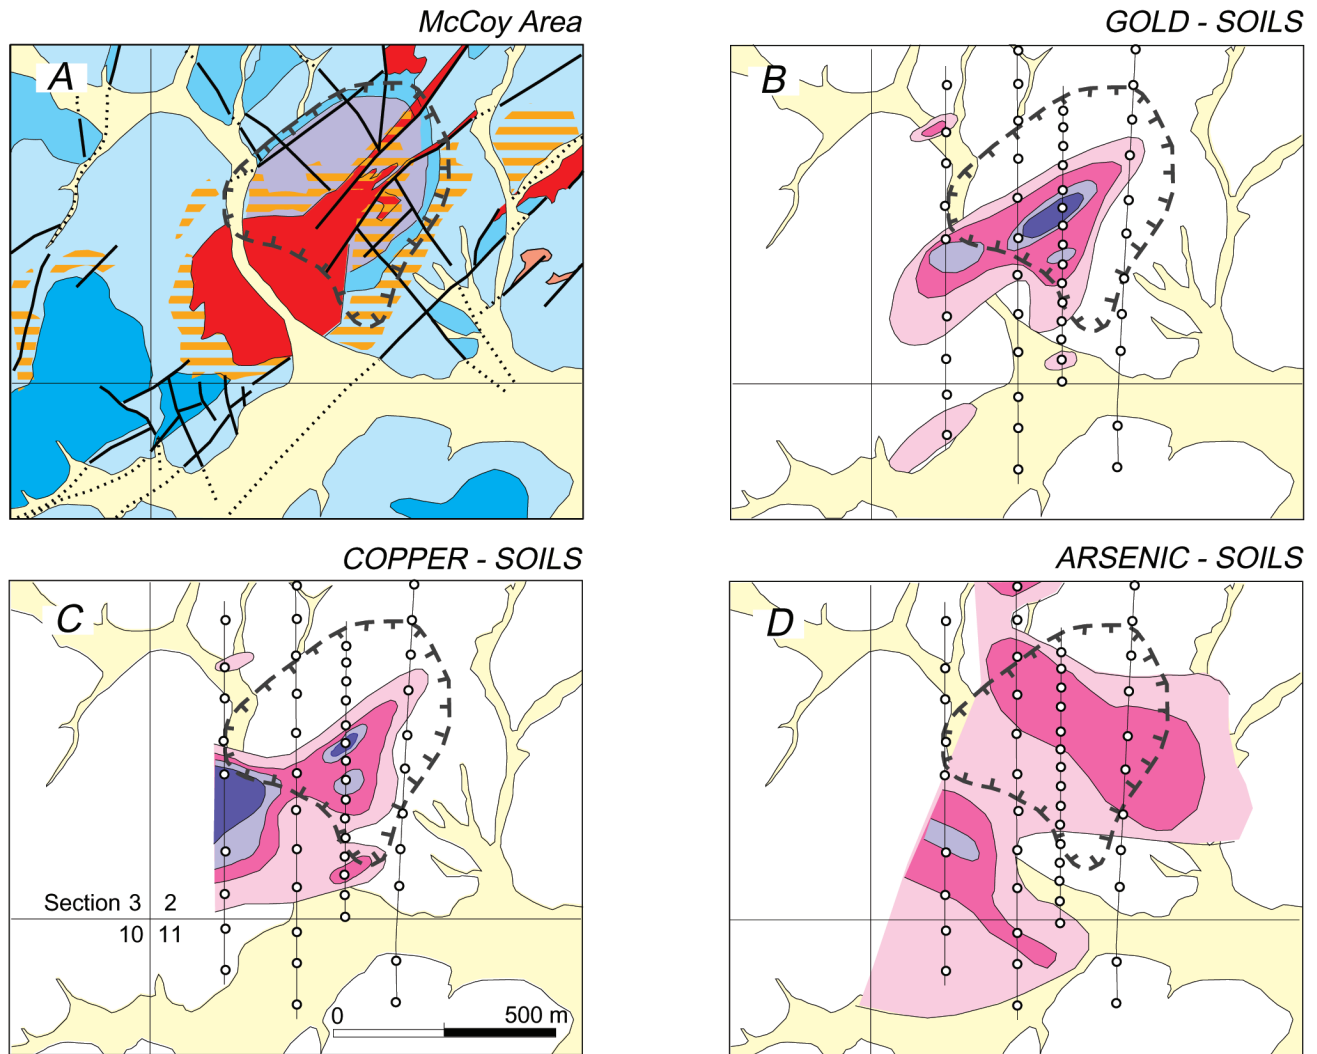 McCoy Area
GOLD - SOILS
A
B
COPPER - SOILS
ARSENIC - SOILS
C
D
Section 3 2
10 11
0 500 m